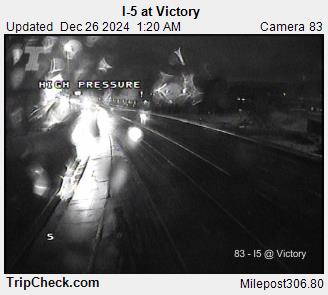 I-5 at Victory
Updated Dec 26 2024 1:20 AM Camera 83
HIGH PRESSURE
S
83 - I5 @ Victory
TripCheck.com Milepost306.80